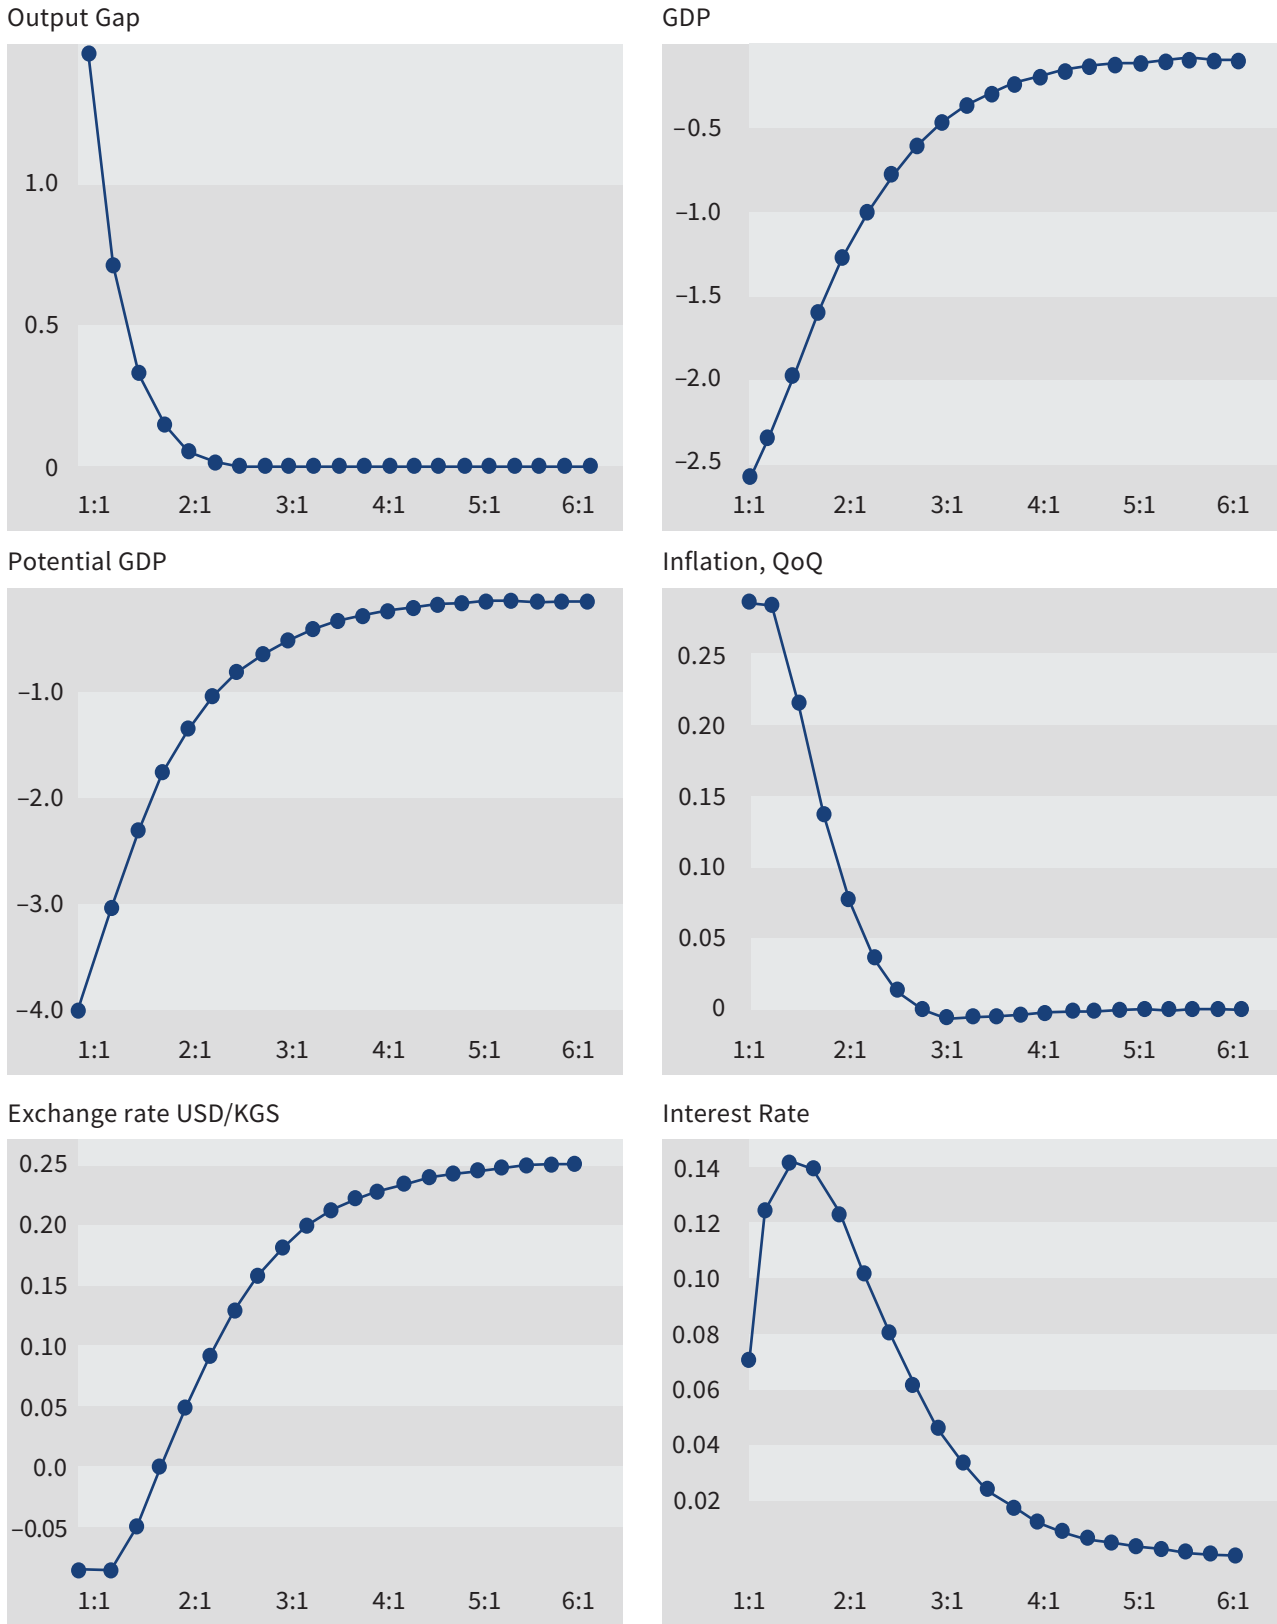 Output Gap
1.0
0.5
0
1:1 2:1 3:1 4:1 5:1 6:1
GDP
–0.5
–1.0
–1.5
–2.0
–2.5
1:1 2:1 3:1 4:1 5:1 6:1
Potential GDP
–1.0
–2.0
–3.0
–4.0
1:1 2:1 3:1 4:1 5:1 6:1
Inflation, QoQ
0.25
0.20
0.15
0.10
0.05
0
1:1 2:1 3:1 4:1 5:1 6:1
Exchange rate USD/KGS
0.25
0.20
0.15
0.10
0.05
0.0
–0.05
1:1 2:1 3:1 4:1 5:1 6:1
Interest Rate
0.14
0.12
0.10
0.08
0.06
0.04
0.02
1:1 2:1 3:1 4:1 5:1 6:1